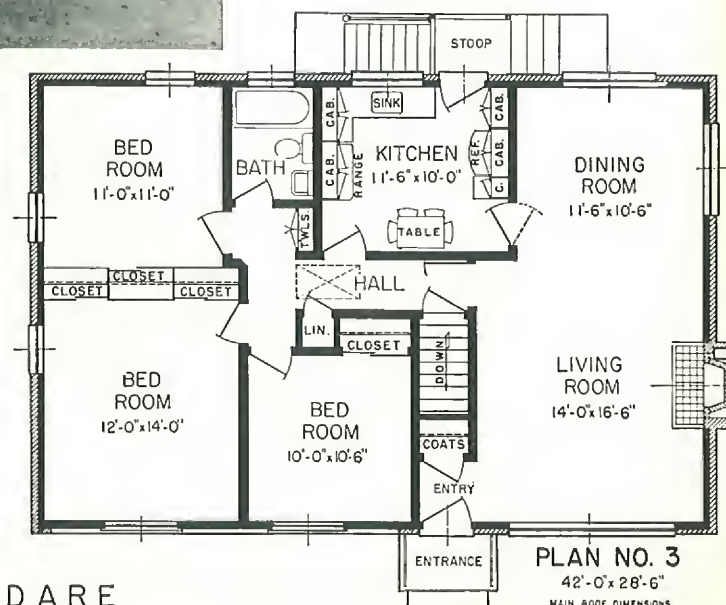 STOOP
BED
ROOM
11'-0"x11'-0"
BATH
CAB.
CAB.
SINK
RANGE
KITCHEN
11'-6"x10'-0"
CAB.
REF.
CAB.
C.
TABLE
DINING
ROOM
11'-6"x10'-6"
TWLS.
CLOSET
CLOSET
CLOSET
HALL
LIN.
CLOSET
DOWN
BED
ROOM
12'-0"x14'-0"
BED
ROOM
10'-0"x10'-6"
LIVING
ROOM
14'-0"x16'-6"
COATS
ENTRY
ENTRANCE
PLAN NO. 3
42'-0"x28'-6"
MAIN BODY DIMENSIONS
DARE